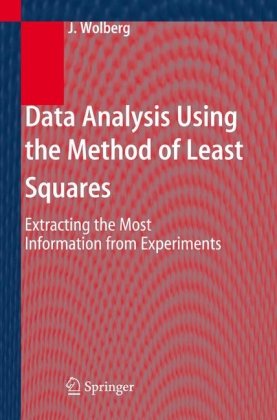 J. Wolberg
Data Analysis Using
the Method of Least
Squares
Extracting the Most
Information from Experiments
Springer